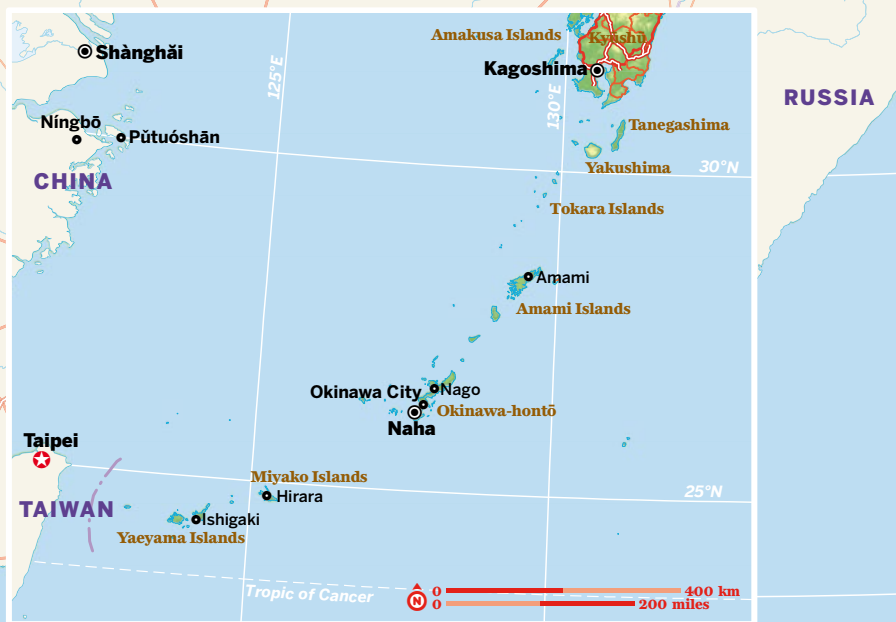 Amakusa Islands
Kyūshū
Shànghǎi
125°E
Kagoshima
130°E
RUSSIA
Níngbō
Pǔtuóshān
Tanegashima
Yakushima
30°N
CHINA
Tokara Islands
Amami
Amami Islands
Okinawa City
Nago
Okinawa-hontō
Naha
Taipei
Miyako Islands
Hirara
25°N
TAIWAN
Ishigaki
Yaeyama Islands
Tropic of Cancer
N
0 400 km
0 200 miles